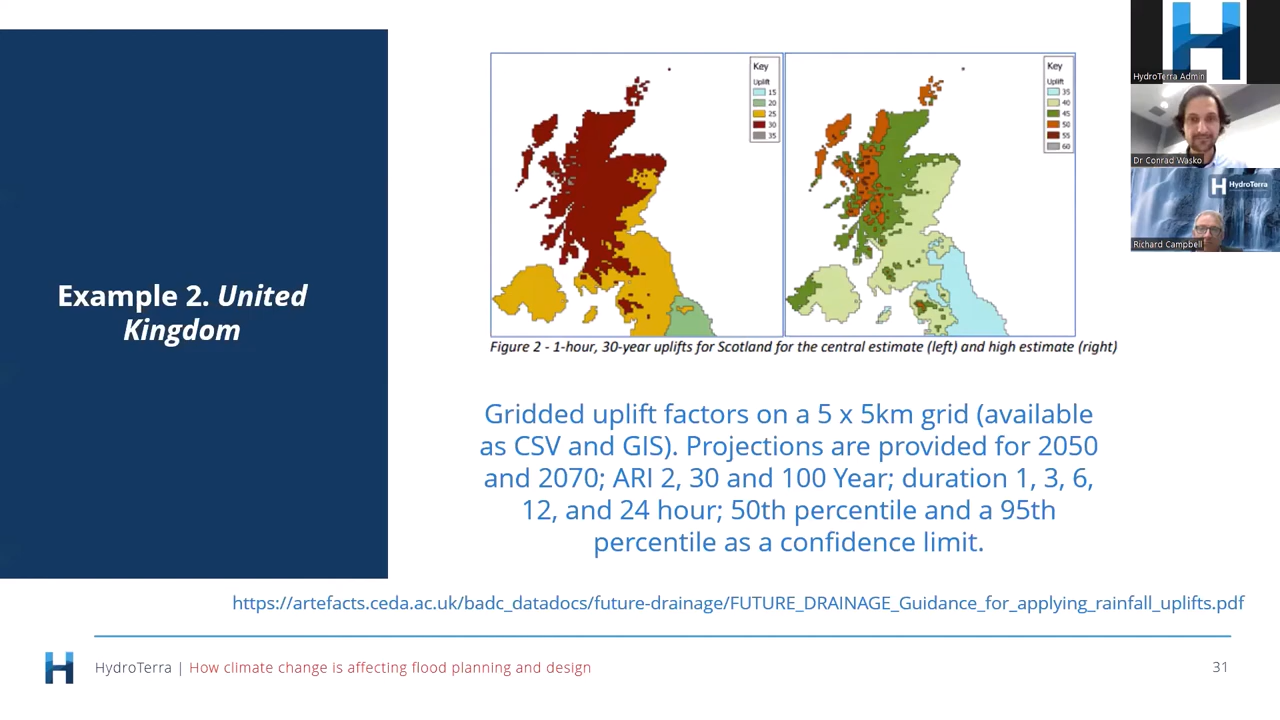 Example 2. United
Kingdom
Key
Uplift
15
20
25
30
35
Key
Uplift
35
40
45
50
55
60
Figure 2 - 1-hour, 30-year uplifts for Scotland for the central estimate (left) and high estimate (right)
Gridded uplift factors on a 5 x 5km grid (available
as CSV and GIS). Projections are provided for 2050
and 2070; ARI 2, 30 and 100 Year; duration 1, 3, 6,
12, and 24 hour; 50th percentile and a 95th
percentile as a confidence limit.
https://artefacts.ceda.ac.uk/badc_datadocs/future-drainage/FUTURE_DRAINAGE_Guidance_for_applying_rainfall_uplifts.pdf
HydroTerra | How climate change is affecting flood planning and design
31
HydroTerra Admin
Dr Conrad Wasko
HydroTerra
Richard Campbell